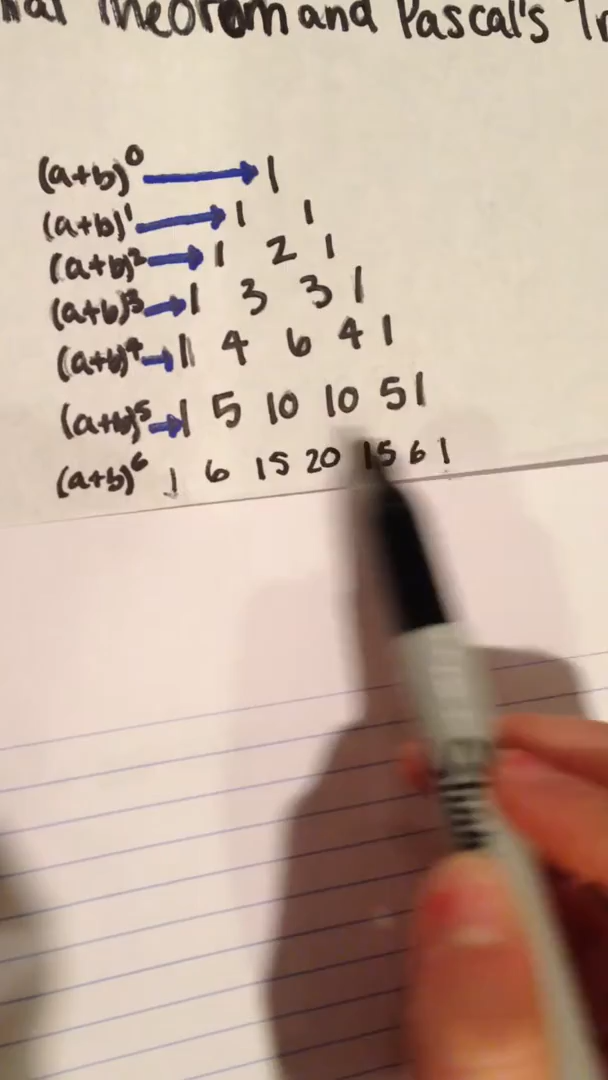 Theorem and Pascal's
(a+b)⁰ → 1
(a+b)¹ → 1 1
(a+b)² → 1 2 1
(a+b)³ → 1 3 3 1
(a+b)⁴ → 1 4 6 4 1
(a+b)⁵ → 1 5 10 10 5 1
(a+b)⁶ 1 6 15 20 15 6 1